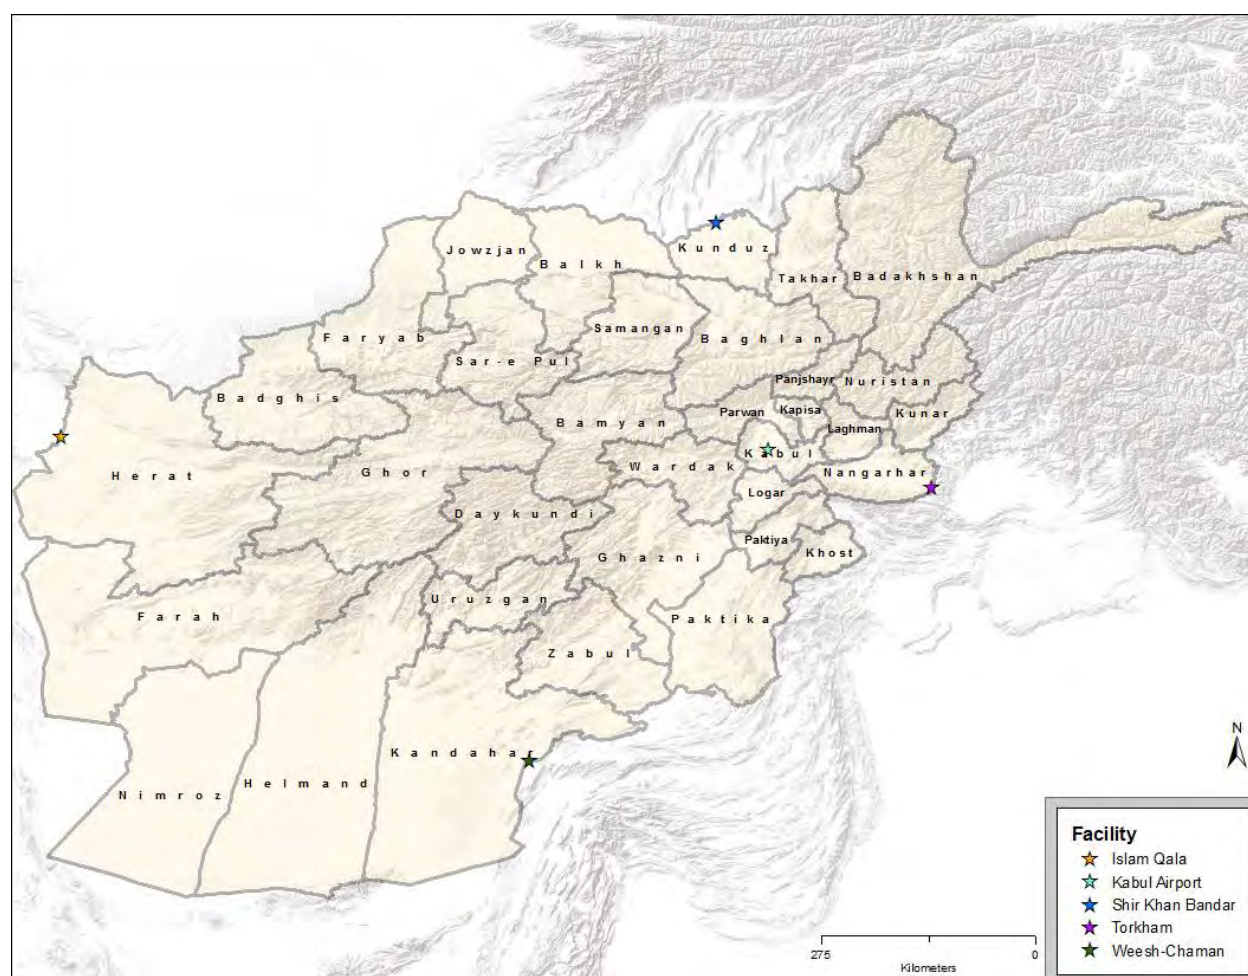 Jowzjan
Balkh
Kunduz
Takhar
Badakhshan
Faryab
Sar-e Pul
Samangan
Baghlan
Badghis
Panjshayr
Nuristan
Bamyan
Parwan
Kapisa
Kunar
Laghman
Herat
Ghor
Wardak
Kabul
Nangarhar
Daykundi
Logar
Paktiya
Khost
Ghazni
Uruzgan
Farah
Paktika
Zabul
Kandahar
Helmand
Nimroz
N
Facility
Islam Qala
Kabul Airport
Shir Khan Bandar
Torkham
Weesh-Chaman
275 0
Kilometers